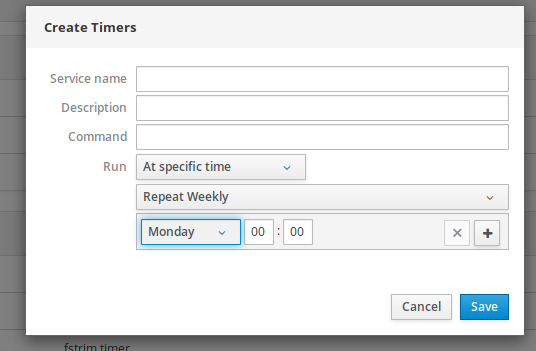 Create Timers
Service name
Description
Command
Run At specific time
Repeat Weekly
Monday 00 : 00
Cancel Save
fstrim timer